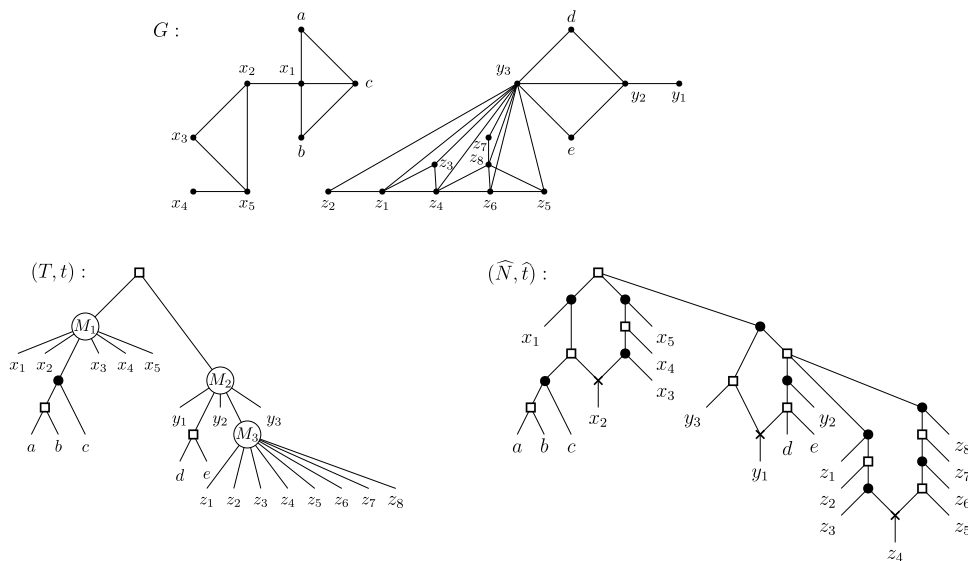 G :
a
x₂ x₁ c
x₃
b
x₄ x₅
d
y₃
y₂ y₁
e
z₇
z₃ z₈
z₂ z₁ z₄ z₆ z₅
(T, t) :
M₁
x₁ x₂ x₃ x₄ x₅
M₂
a b c
y₁ y₂ y₃
M₃
d e
z₁ z₂ z₃ z₄ z₅ z₆ z₇ z₈
(N̂, t̂) :
x₁ x₅
x₄
x₃
x₂
a b c
y₃ y₂
d e
y₁
z₁ z₈
z₂ z₇
z₃ z₆
z₅
z₄